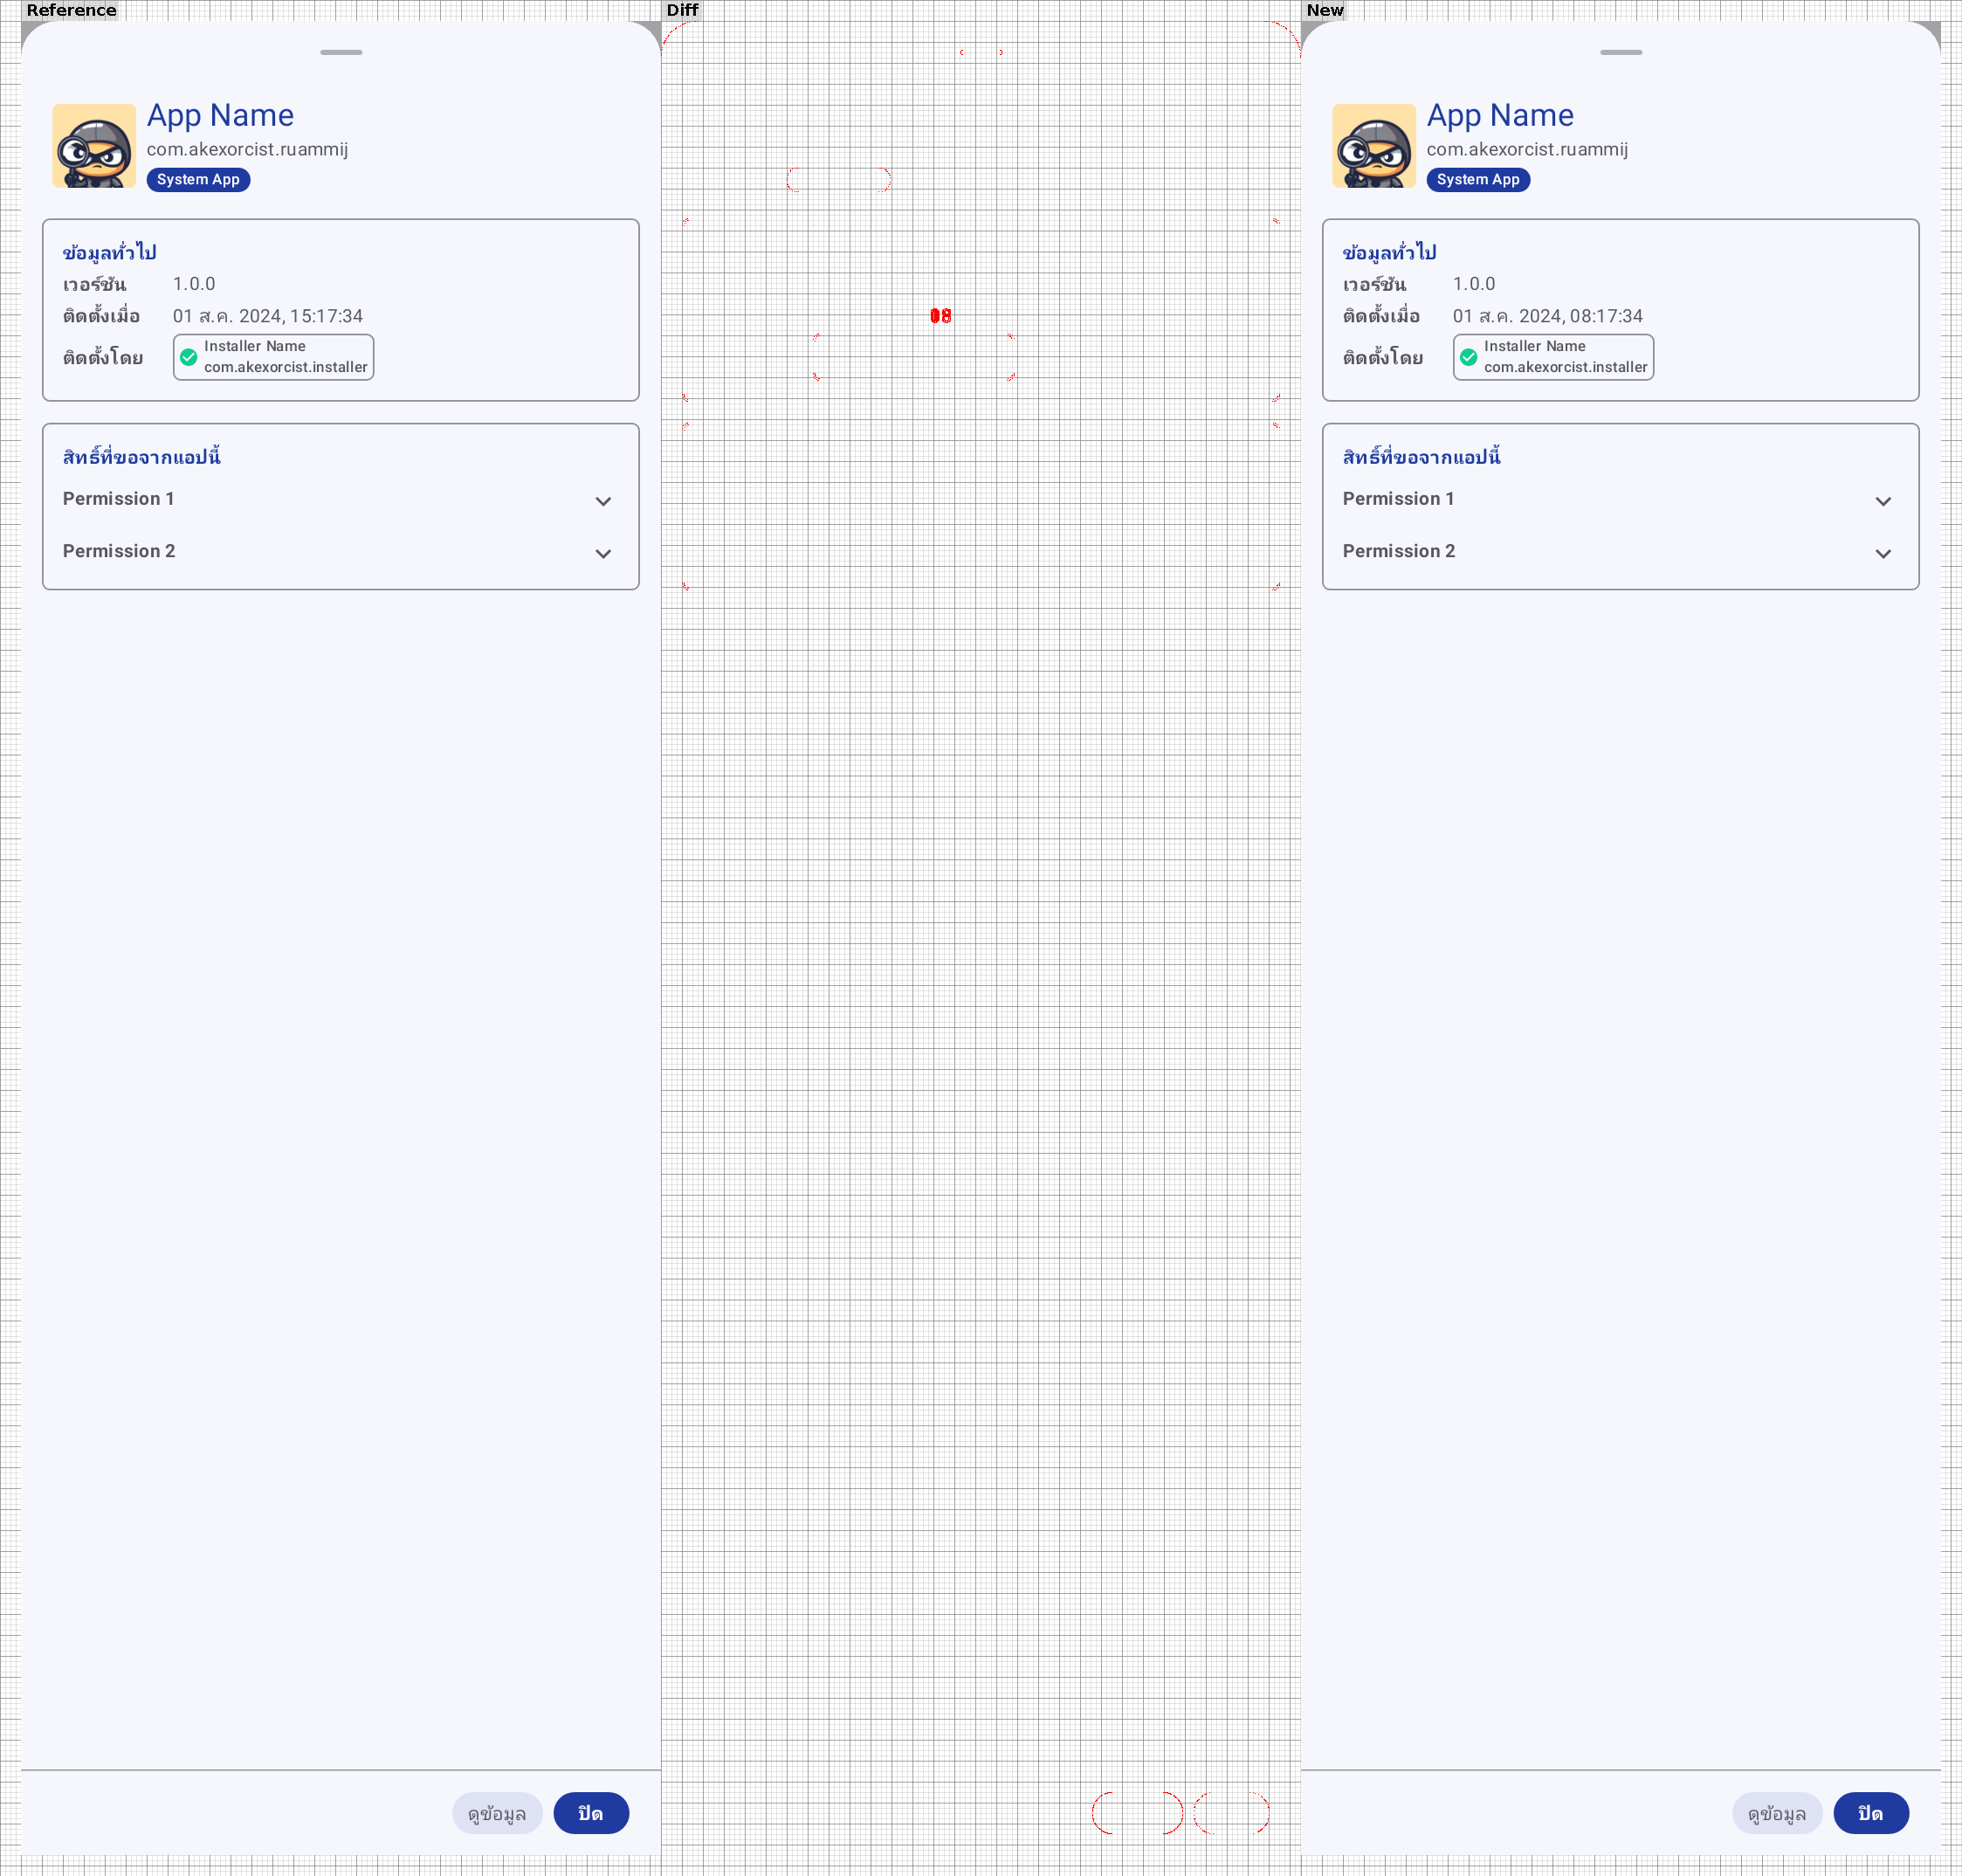 Reference
App Name
com.akexorcist.ruammij
System App
ข้อมูลทั่วไป
เวอร์ชัน 1.0.0
ติดตั้งเมื่อ 01 ส.ค. 2024, 15:17:34
ติดตั้งโดย
Installer Name
com.akexorcist.installer
สิทธิ์ที่ขอจากแอปนี้
Permission 1
Permission 2
ดูข้อมูล ปิด
Diff
New
App Name
com.akexorcist.ruammij
System App
ข้อมูลทั่วไป
เวอร์ชัน 1.0.0
ติดตั้งเมื่อ 01 ส.ค. 2024, 08:17:34
ติดตั้งโดย
Installer Name
com.akexorcist.installer
สิทธิ์ที่ขอจากแอปนี้
Permission 1
Permission 2
ดูข้อมูล ปิด